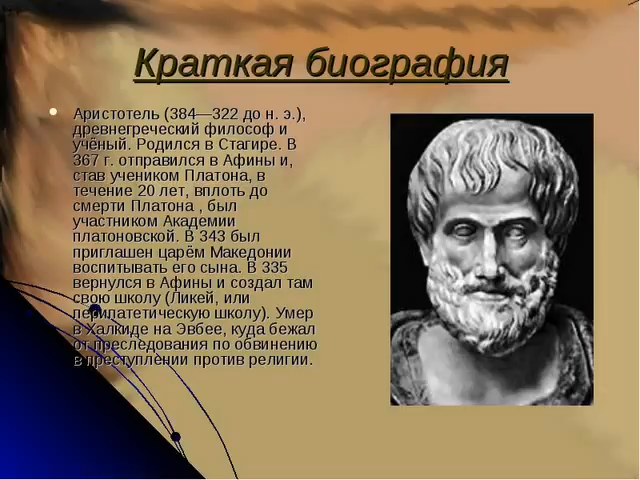 Краткая биография
Аристотель (384—322 до н. э.),
древнегреческий философ и
учёный. Родился в Стагире. В
367 г. отправился в Афины и,
став учеником Платона, в
течение 20 лет, вплоть до
смерти Платона , был
участником Академии
платоновской. В 343 был
приглашен царём Македонии
воспитывать его сына. В 335
вернулся в Афины и создал там
свою школу (Ликей, или
перипатетическую школу). Умер
в Халкиде на Эвбее, куда бежал
от преследования по обвинению
в преступлении против религии.